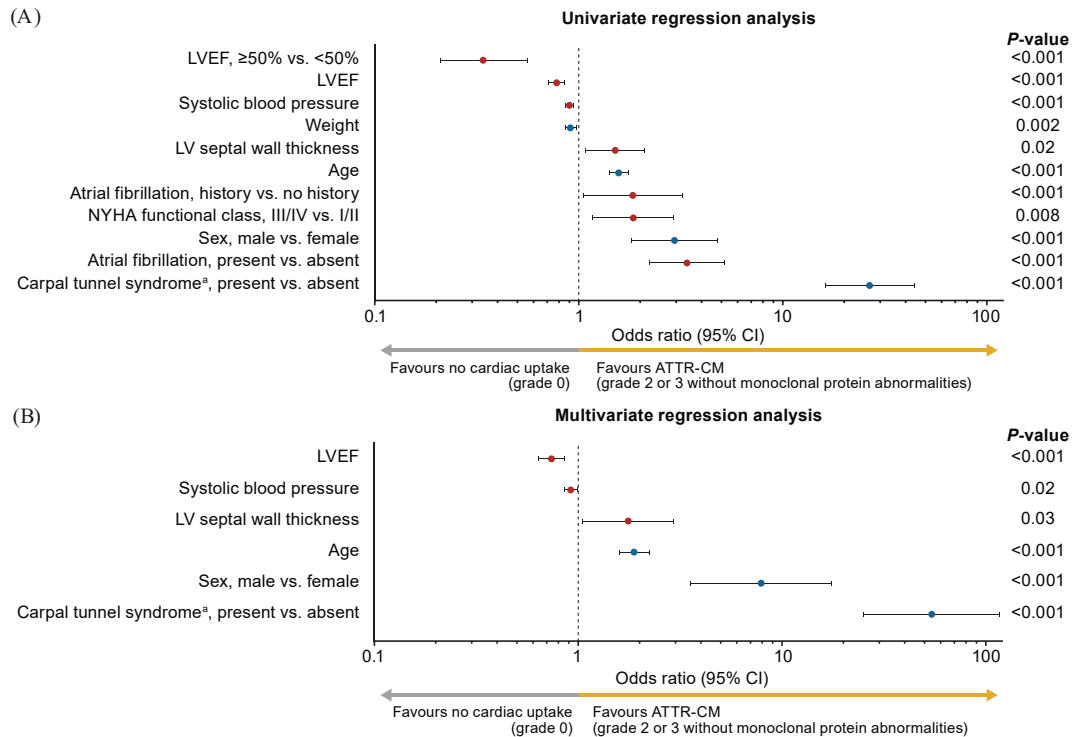 (A)
Univariate regression analysis
P-value
LVEF, ≥50% vs. <50% <0.001
LVEF <0.001
Systolic blood pressure <0.001
Weight 0.002
LV septal wall thickness 0.02
Age <0.001
Atrial fibrillation, history vs. no history <0.001
NYHA functional class, III/IV vs. I/II 0.008
Sex, male vs. female <0.001
Atrial fibrillation, present vs. absent <0.001
Carpal tunnel syndromeᵃ, present vs. absent <0.001
0.1 1 10 100
Odds ratio (95% CI)
Favours no cardiac uptake Favours ATTR-CM
(grade 0) (grade 2 or 3 without monoclonal protein abnormalities)
(B)
Multivariate regression analysis
P-value
LVEF <0.001
Systolic blood pressure 0.02
LV septal wall thickness 0.03
Age <0.001
Sex, male vs. female <0.001
Carpal tunnel syndromeᵃ, present vs. absent <0.001
0.1 1 10 100
Odds ratio (95% CI)
Favours no cardiac uptake Favours ATTR-CM
(grade 0) (grade 2 or 3 without monoclonal protein abnormalities)